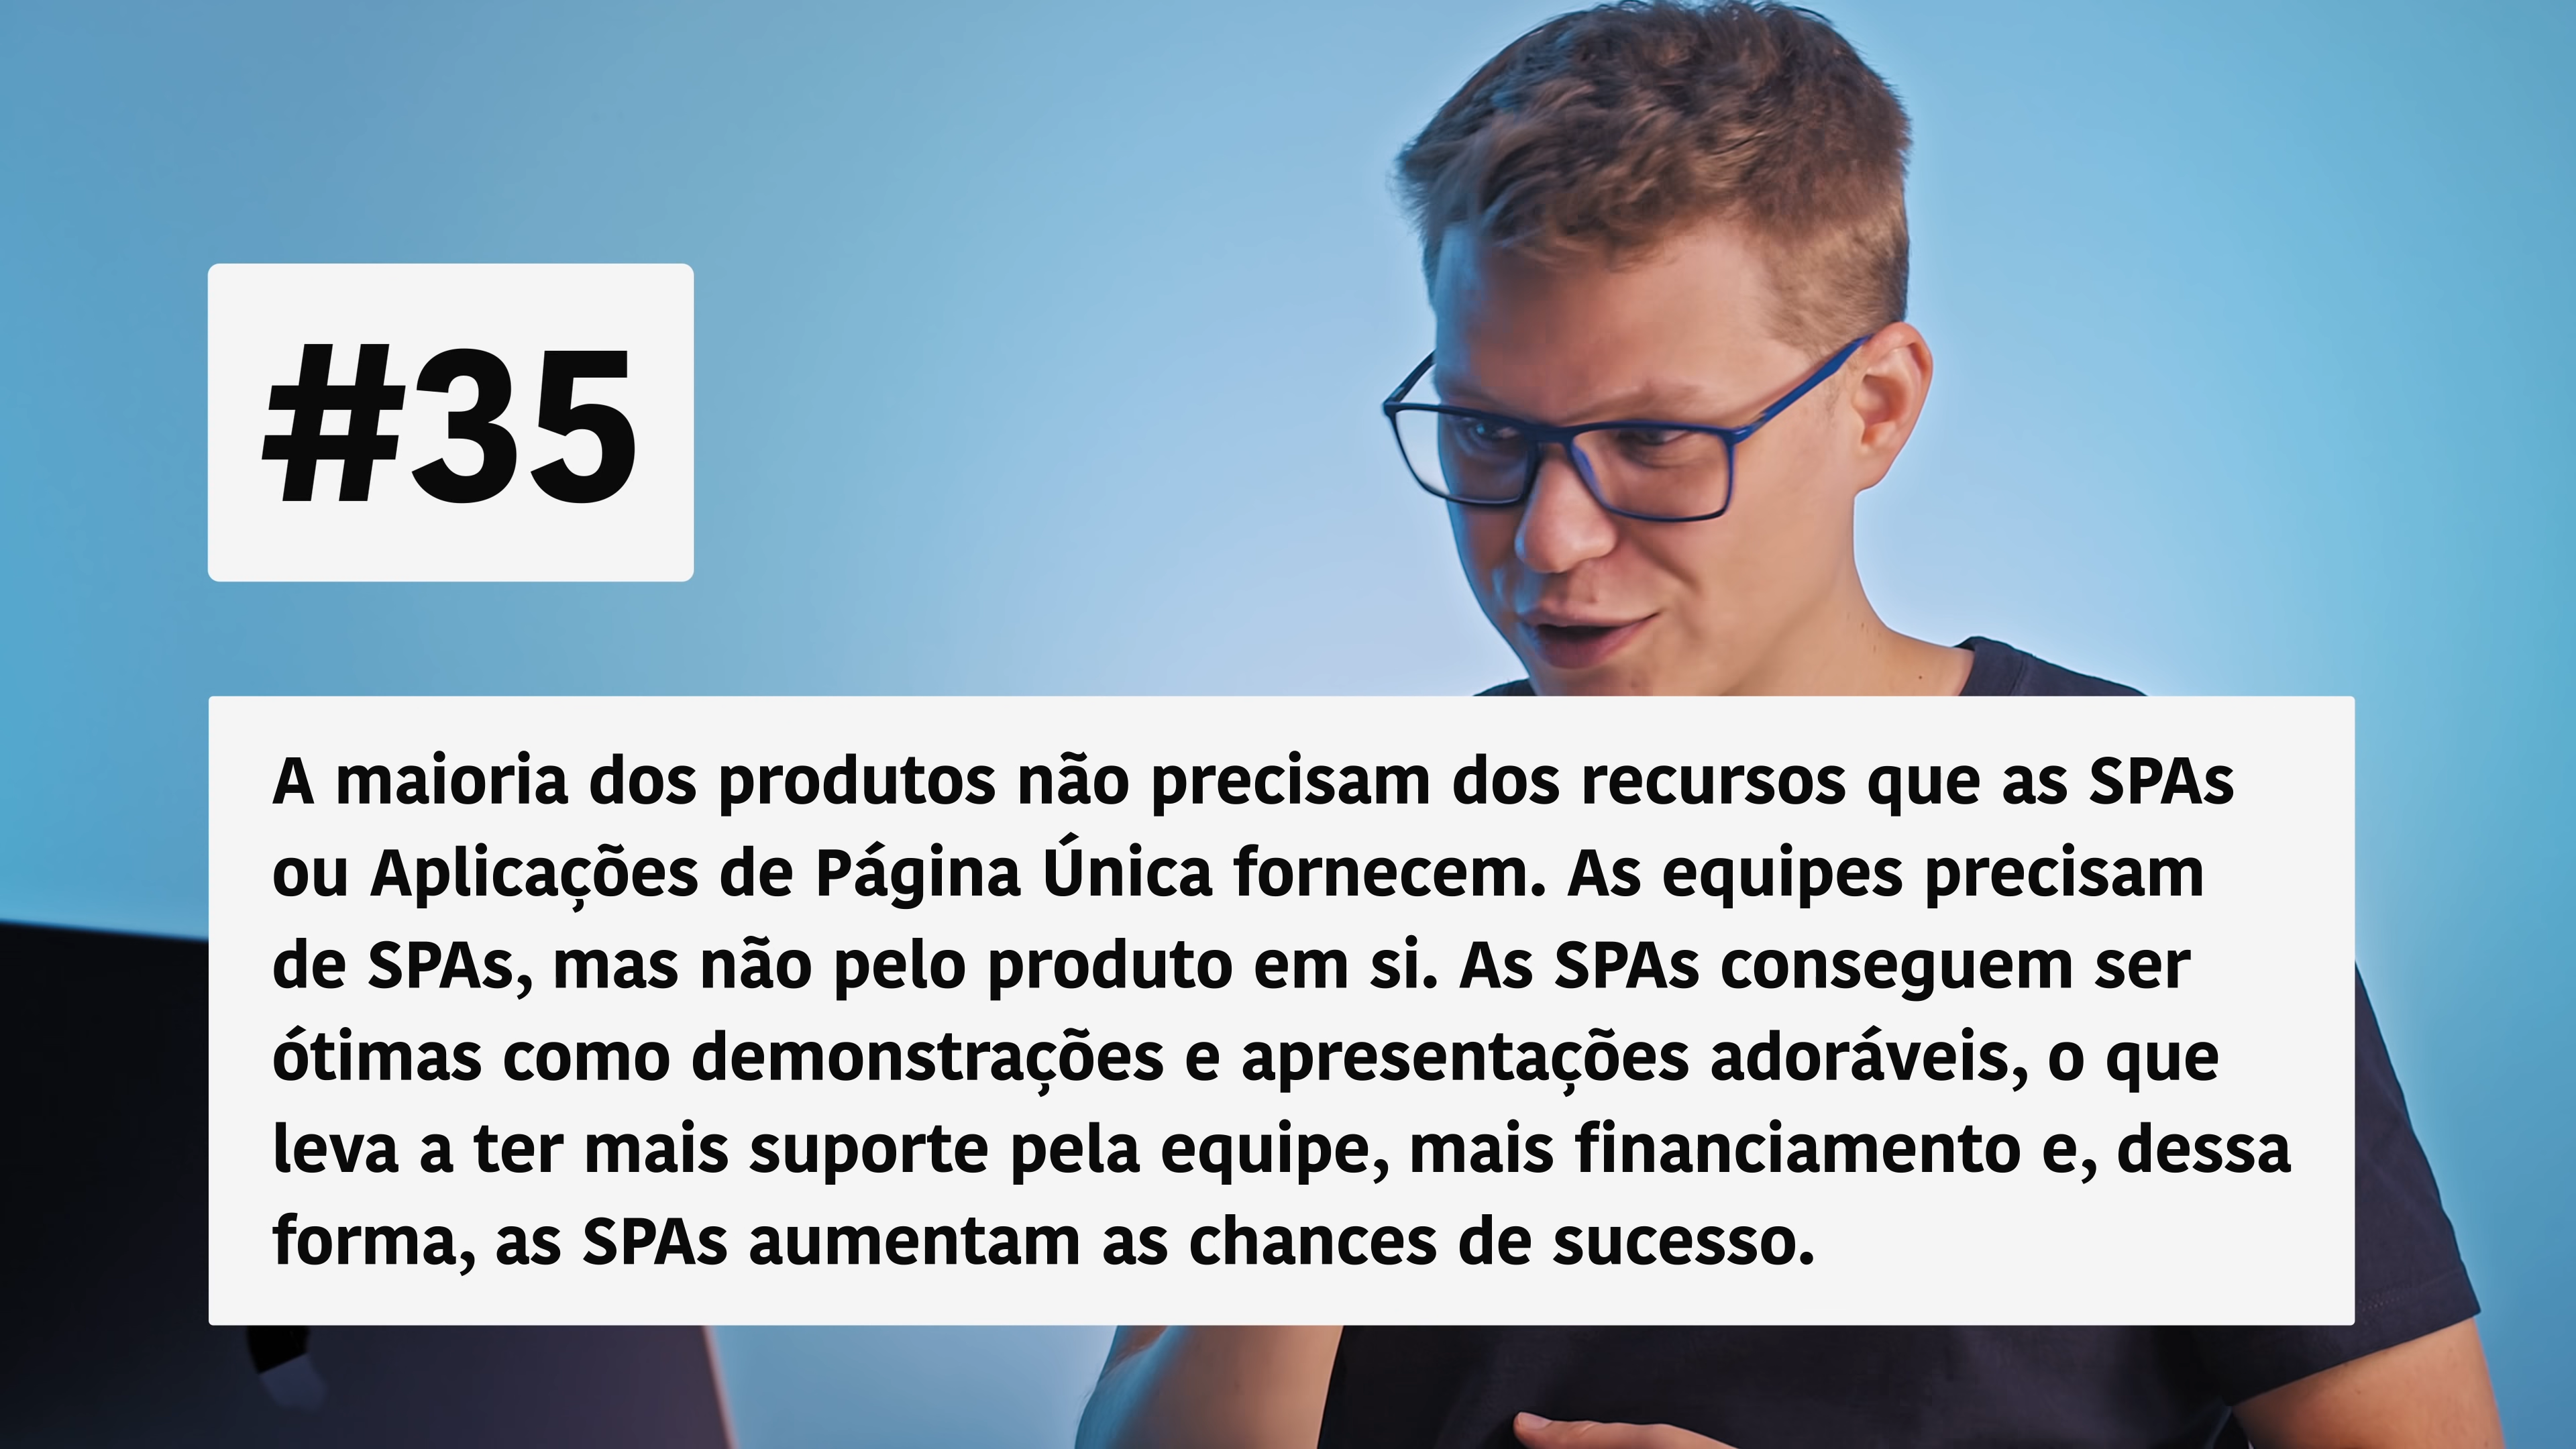 #35
A maioria dos produtos não precisam dos recursos que as SPAs
ou Aplicações de Página Única fornecem. As equipes precisam
de SPAs, mas não pelo produto em si. As SPAs conseguem ser
ótimas como demonstrações e apresentações adoráveis, o que
leva a ter mais suporte pela equipe, mais financiamento e, dessa
forma, as SPAs aumentam as chances de sucesso.